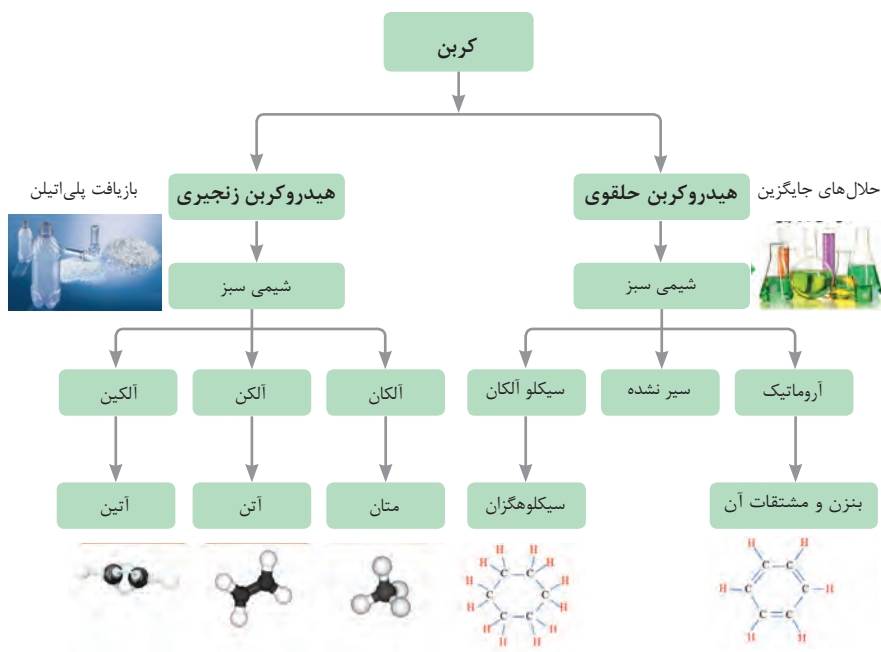 کربن
هیدروکربن حلقوی
هیدروکربن زنجیری
حلال‌های جایگزین
بازیافت پلی‌اتیلن
شیمی سبز
شیمی سبز
آروماتیک
سیر نشده
سیکلو آلکان
آلکان
آلکن
آلکین
بنزن و مشتقات آن
سیکلوهگزان
متان
آتن
آتین
H H
C C
H C C H
C C
H H
H H H H
H C C H
H C C H
H C C H
H H H H